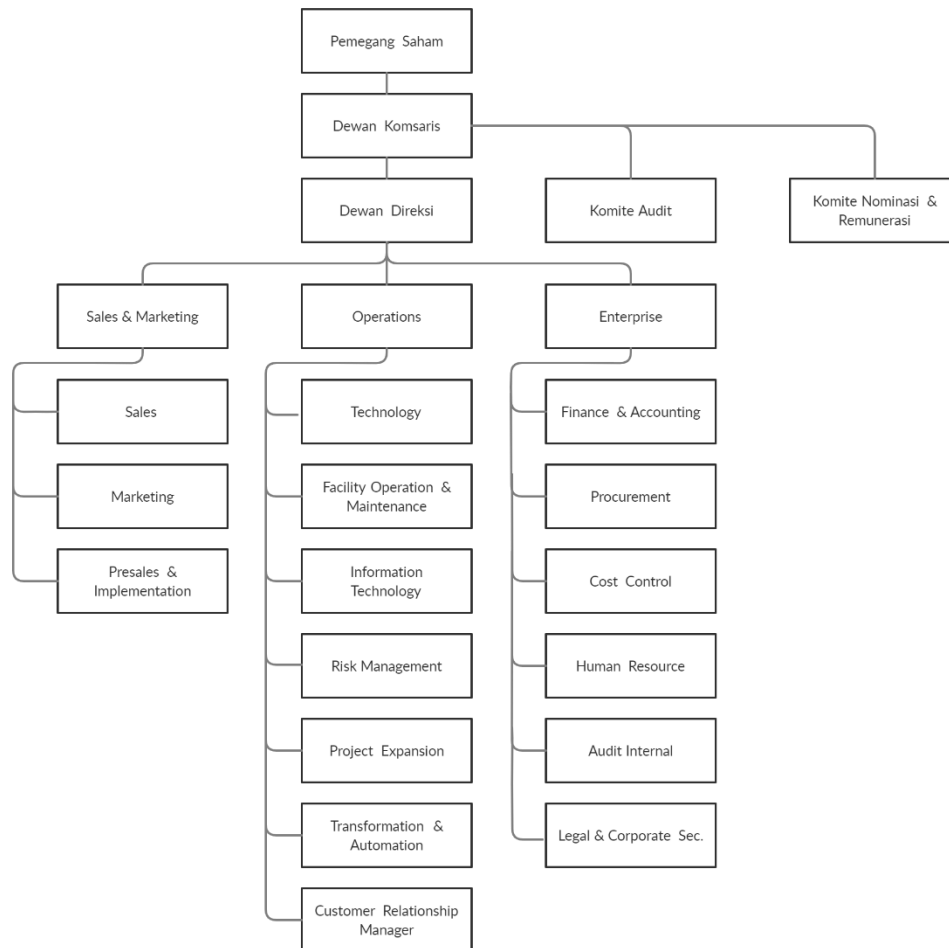 Pemegang Saham
Dewan Komsaris
Dewan Direksi
Komite Audit
Komite Nominasi &
Remunerasi
Sales & Marketing
Operations
Enterprise
Sales
Technology
Finance & Accounting
Marketing
Facility Operation &
Maintenance
Procurement
Presales &
Implementation
Information
Technology
Cost Control
Risk Management
Human Resource
Project Expansion
Audit Internal
Transformation &
Automation
Legal & Corporate Sec.
Customer Relationship
Manager